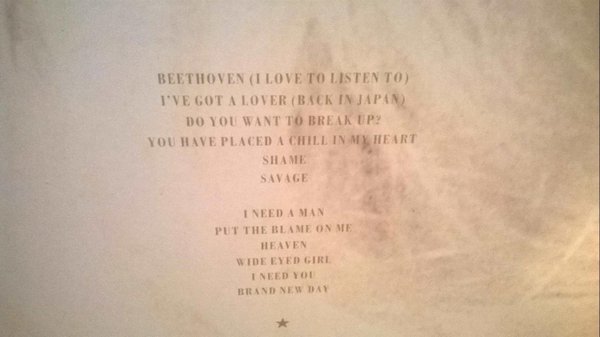 BEETHOVEN (I LOVE TO LISTEN TO)
I'VE GOT A LOVER (BACK IN JAPAN)
DO YOU WANT TO BREAK UP?
YOU HAVE PLACED A CHILL IN MY HEART
SHAME
SAVAGE
I NEED A MAN
PUT THE BLAME ON ME
HEAVEN
WIDE EYED GIRL
I NEED YOU
BRAND NEW DAY